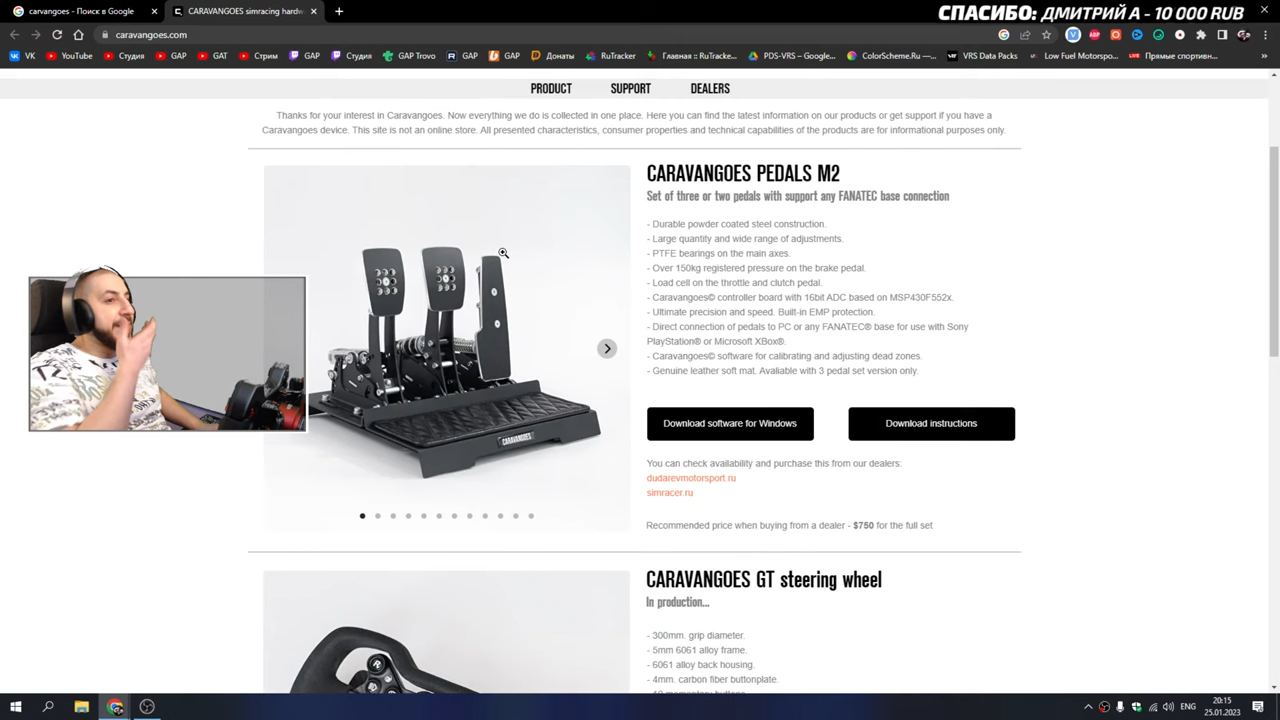 caravangoes - Поиск в Google
CARAVANGOES simracing hardw
СПАСИБО: ДМИТРИЙ А - 10 000 RUB
caravangoes.com
VK
YouTube
Студия
GAP
GAT
Стрим
GAP
Студия
GAP
Trovo
GAP
GAP
Донаты
RuTracker
Главная :: RuTracke...
PDS-VRS – Google...
ColorScheme.Ru —...
VRS Data Packs
Low Fuel Motorspo...
Прямые спортивн...
PRODUCT
SUPPORT
DEALERS
Thanks for your interest in Caravangoes. Now everything we do is collected in one place. Here you can find the latest information on our products or get support if you have a
Caravangoes device. This site is not an online store. All presented characteristics, consumer properties and technical capabilities of the products are for informational purposes only.
CARAVANGOES PEDALS M2
Set of three or two pedals with support any FANATEC base connection
- Durable powder coated steel construction.
- Large quantity and wide range of adjustments.
- PTFE bearings on the main axes.
- Over 150kg registered pressure on the brake pedal.
- Load cell on the throttle and clutch pedal.
- Caravangoes© controller board with 16bit ADC based on MSP430F552x.
- Ultimate precision and speed. Built-in EMP protection.
- Direct connection of pedals to PC or any FANATEC® base for use with Sony
PlayStation® or Microsoft XBox®.
- Caravangoes© software for calibrating and adjusting dead zones.
- Genuine leather soft mat. Avaliable with 3 pedal set version only.
CARAVANGOES
Download software for Windows
Download instructions
You can check availability and purchase this from our dealers:
dudarevmotorsport.ru
simracer.ru
Recommended price when buying from a dealer - $750 for the full set
CARAVANGOES GT steering wheel
In production...
- 300mm. grip diameter.
- 5mm 6061 alloy frame.
- 6061 alloy back housing.
- 4mm. carbon fiber buttonplate.
R
ENG
20:15
25.01.2023